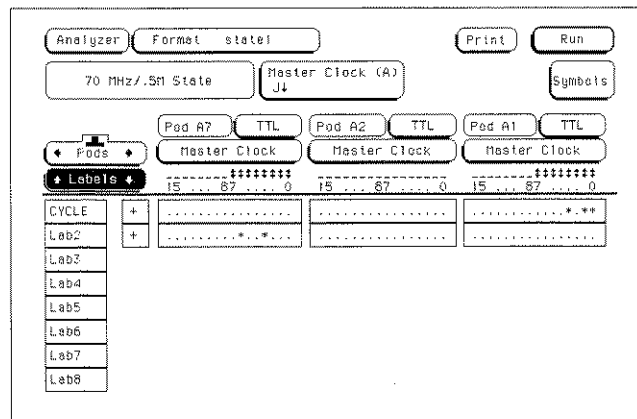 Analyzer Format state1 Print Run
70 MHz/.5M State Master Clock (A) J↓ Symbols
Pod A7 TTL Pod A2 TTL Pod A1 TTL
← Pods → Master Clock Master Clock Master Clock
↑ Labels ↓ 15 ... 87 ... 0 15 ... 87 ... 0 15 ... 87 ... 0
CYCLE + ................ ................ ............*.**
Lab2 + .........*..*... ................ ................
Lab3
Lab4
Lab5
Lab6
Lab7
Lab8